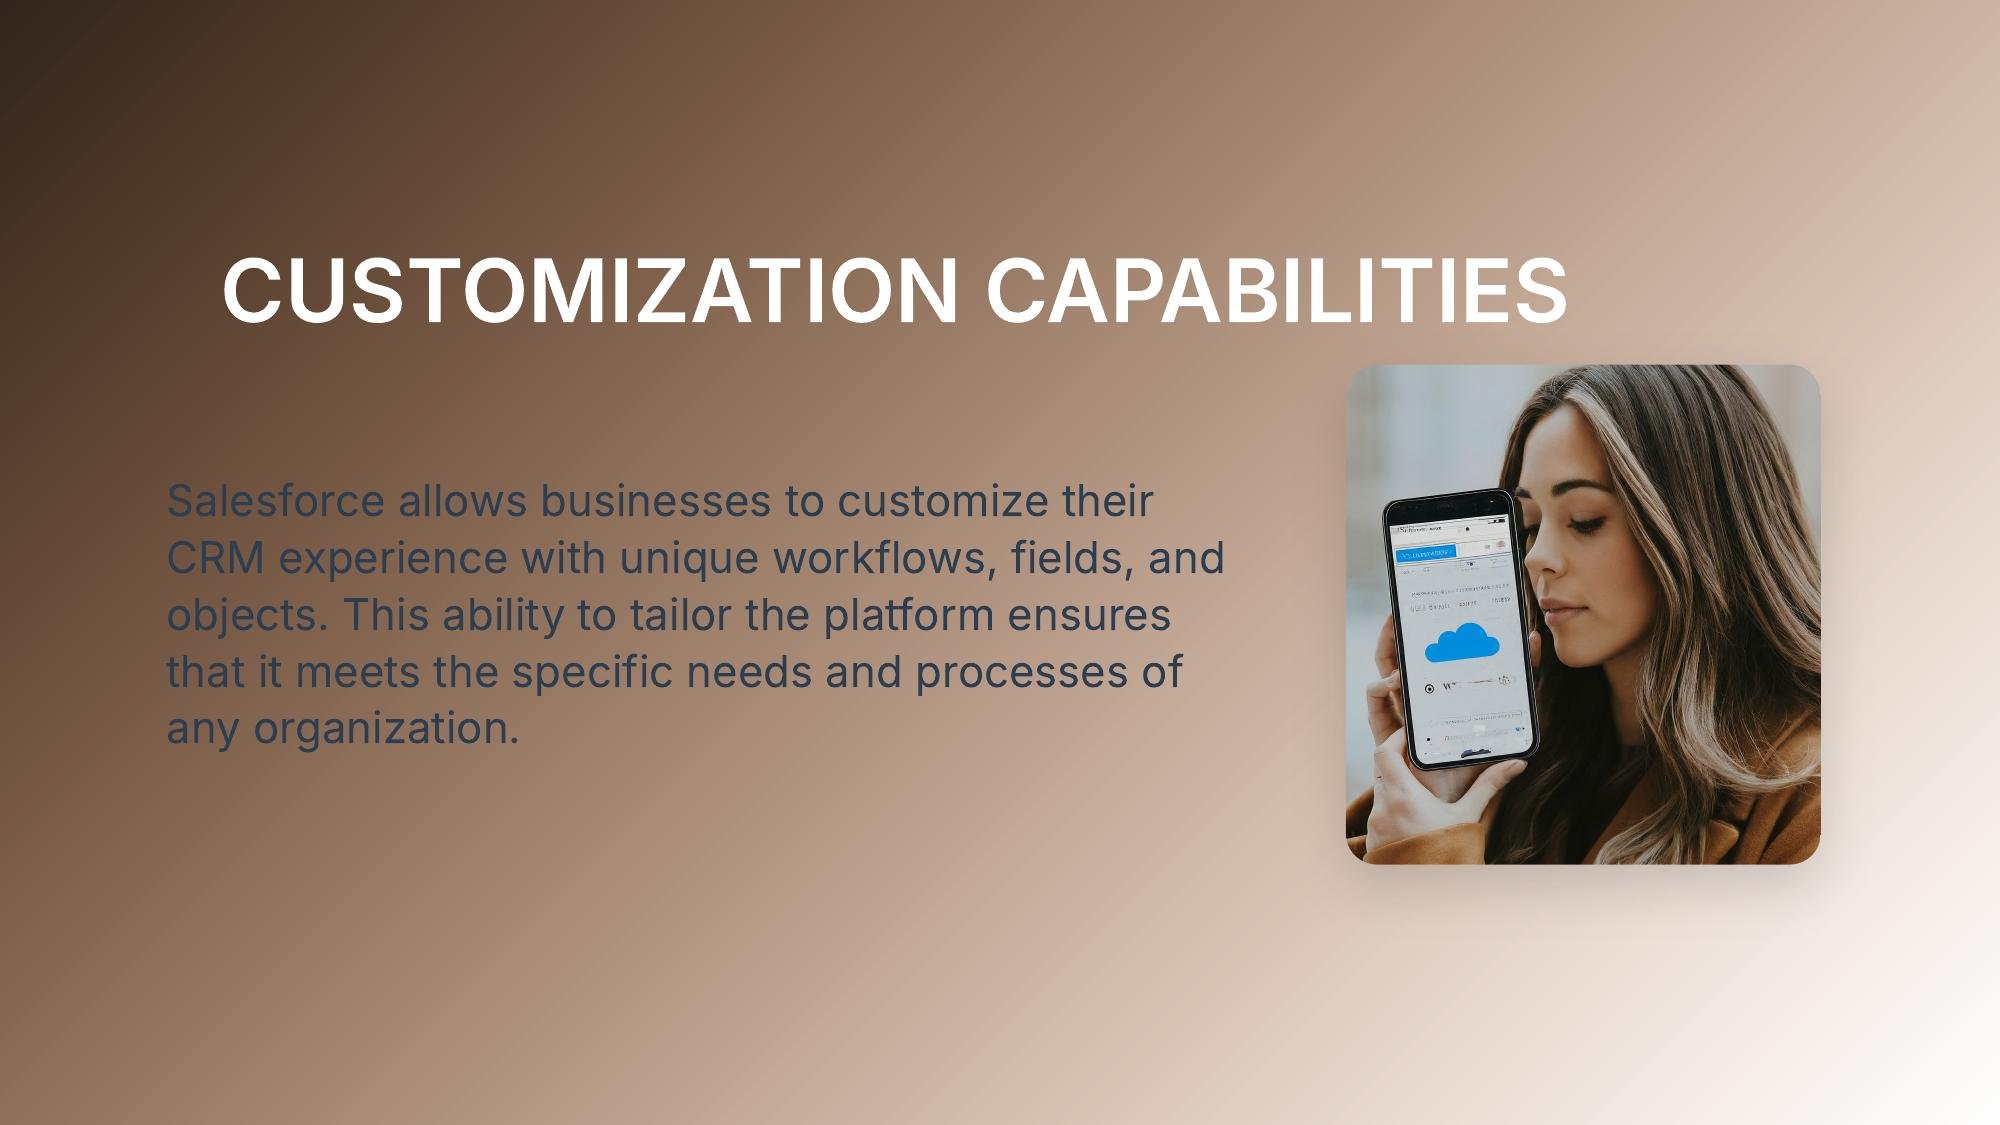 CUSTOMIZATION CAPABILITIES
Salesforce allows businesses to customize their
CRM experience with unique workflows, fields, and
objects. This ability to tailor the platform ensures
that it meets the specific needs and processes of
any organization.